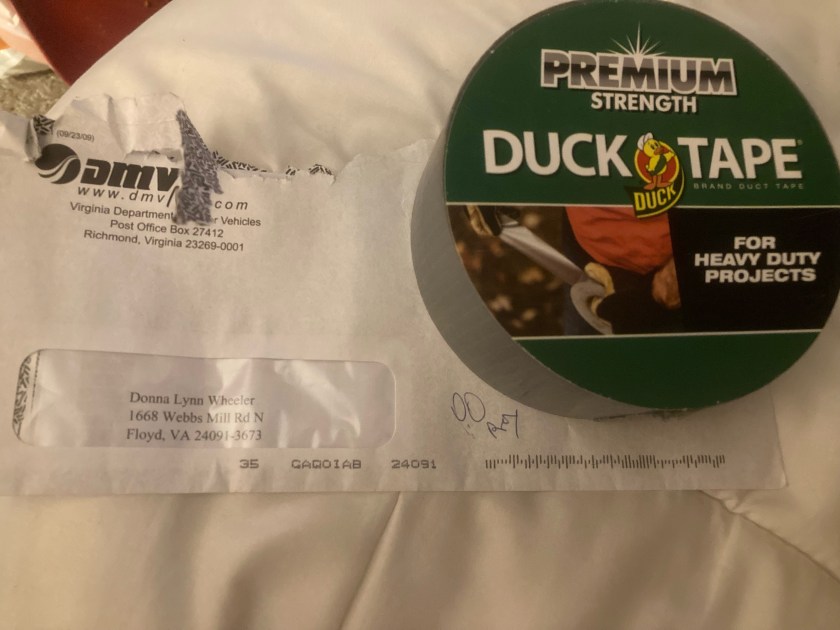 (09/23/09)
DMV
www.dmv com
Virginia Department Vehicles
Post Office Box 27412
Richmond, Virginia 23269-0001
Donna Lynn Wheeler
1668 Webbs Mill Rd N
Floyd, VA 24091-3673
35 QAQOIAB 24091
PREMIUM
STRENGTH
DUCK TAPE
DUCK
BRAND DUCT TAPE
FOR
HEAVY DUTY
PROJECTS